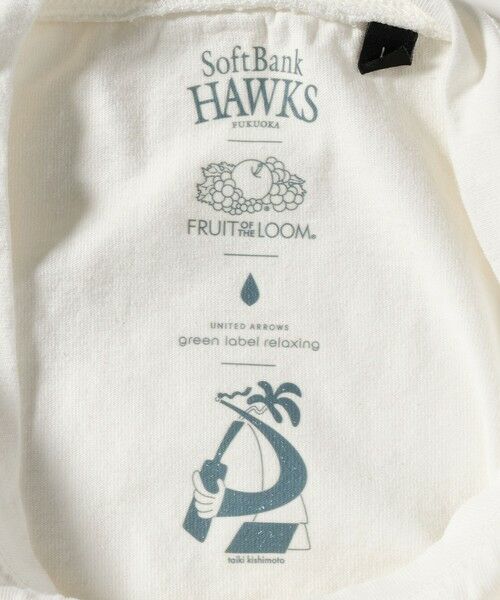 SoftBank
HAWKS
FUKUOKA
FRUIT OF THE LOOM®
UNITED ARROWS
green label relaxing
taiki kishimoto